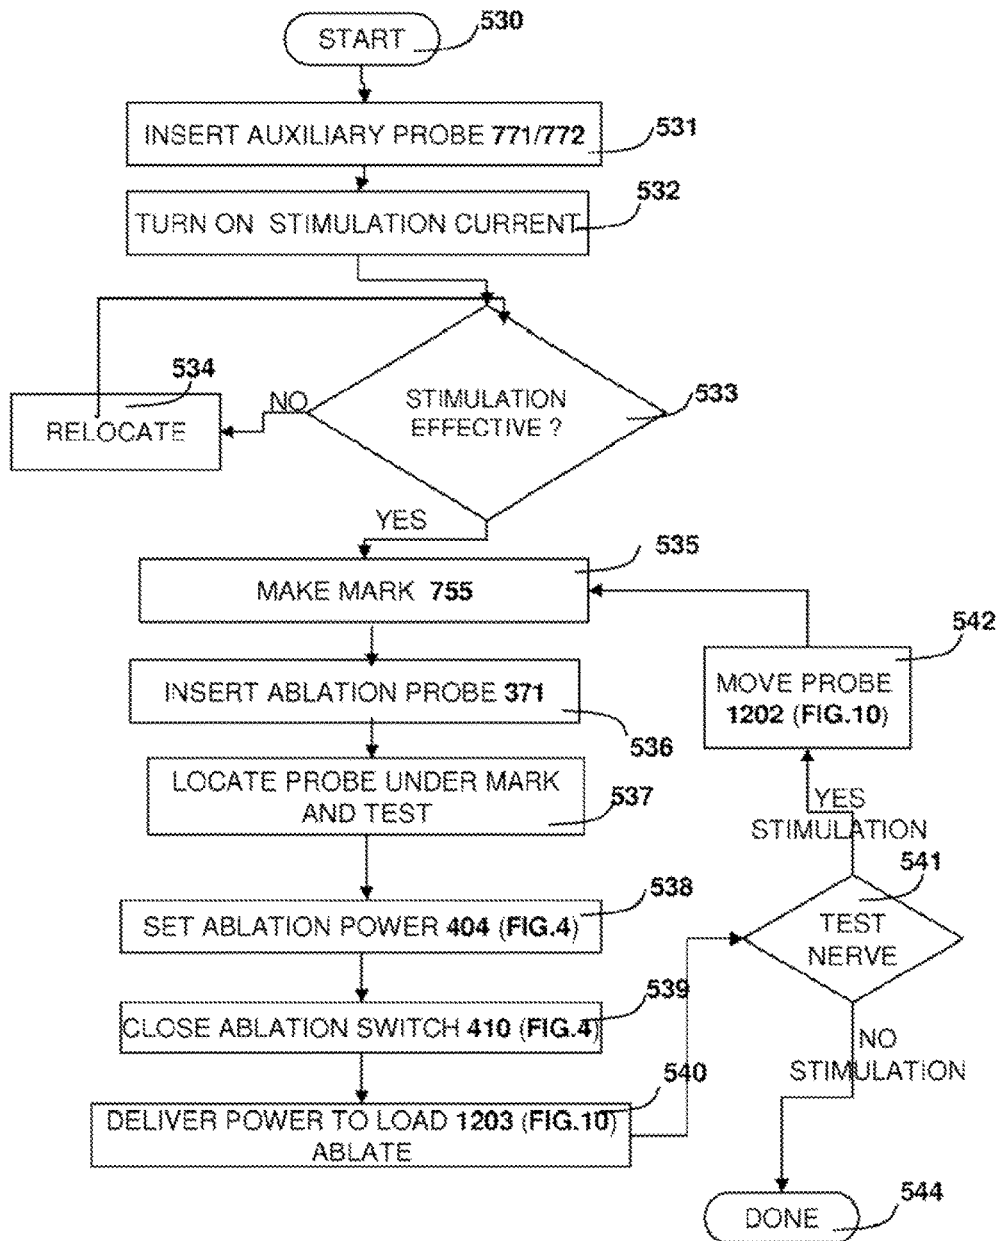 START
530
INSERT AUXILIARY PROBE 771/772
531
TURN ON STIMULATION CURRENT
532
534
RELOCATE
NO
STIMULATION
EFFECTIVE ?
533
YES
MAKE MARK 755
535
INSERT ABLATION PROBE 371
536
LOCATE PROBE UNDER MARK
AND TEST
537
SET ABLATION POWER 404 (FIG.4)
538
CLOSE ABLATION SWITCH 410 (FIG.4)
539
DELIVER POWER TO LOAD 1203 (FIG.10)
ABLATE
540
542
MOVE PROBE
1202 (FIG.10)
YES
STIMULATION
541
TEST
NERVE
NO
STIMULATION
DONE
544